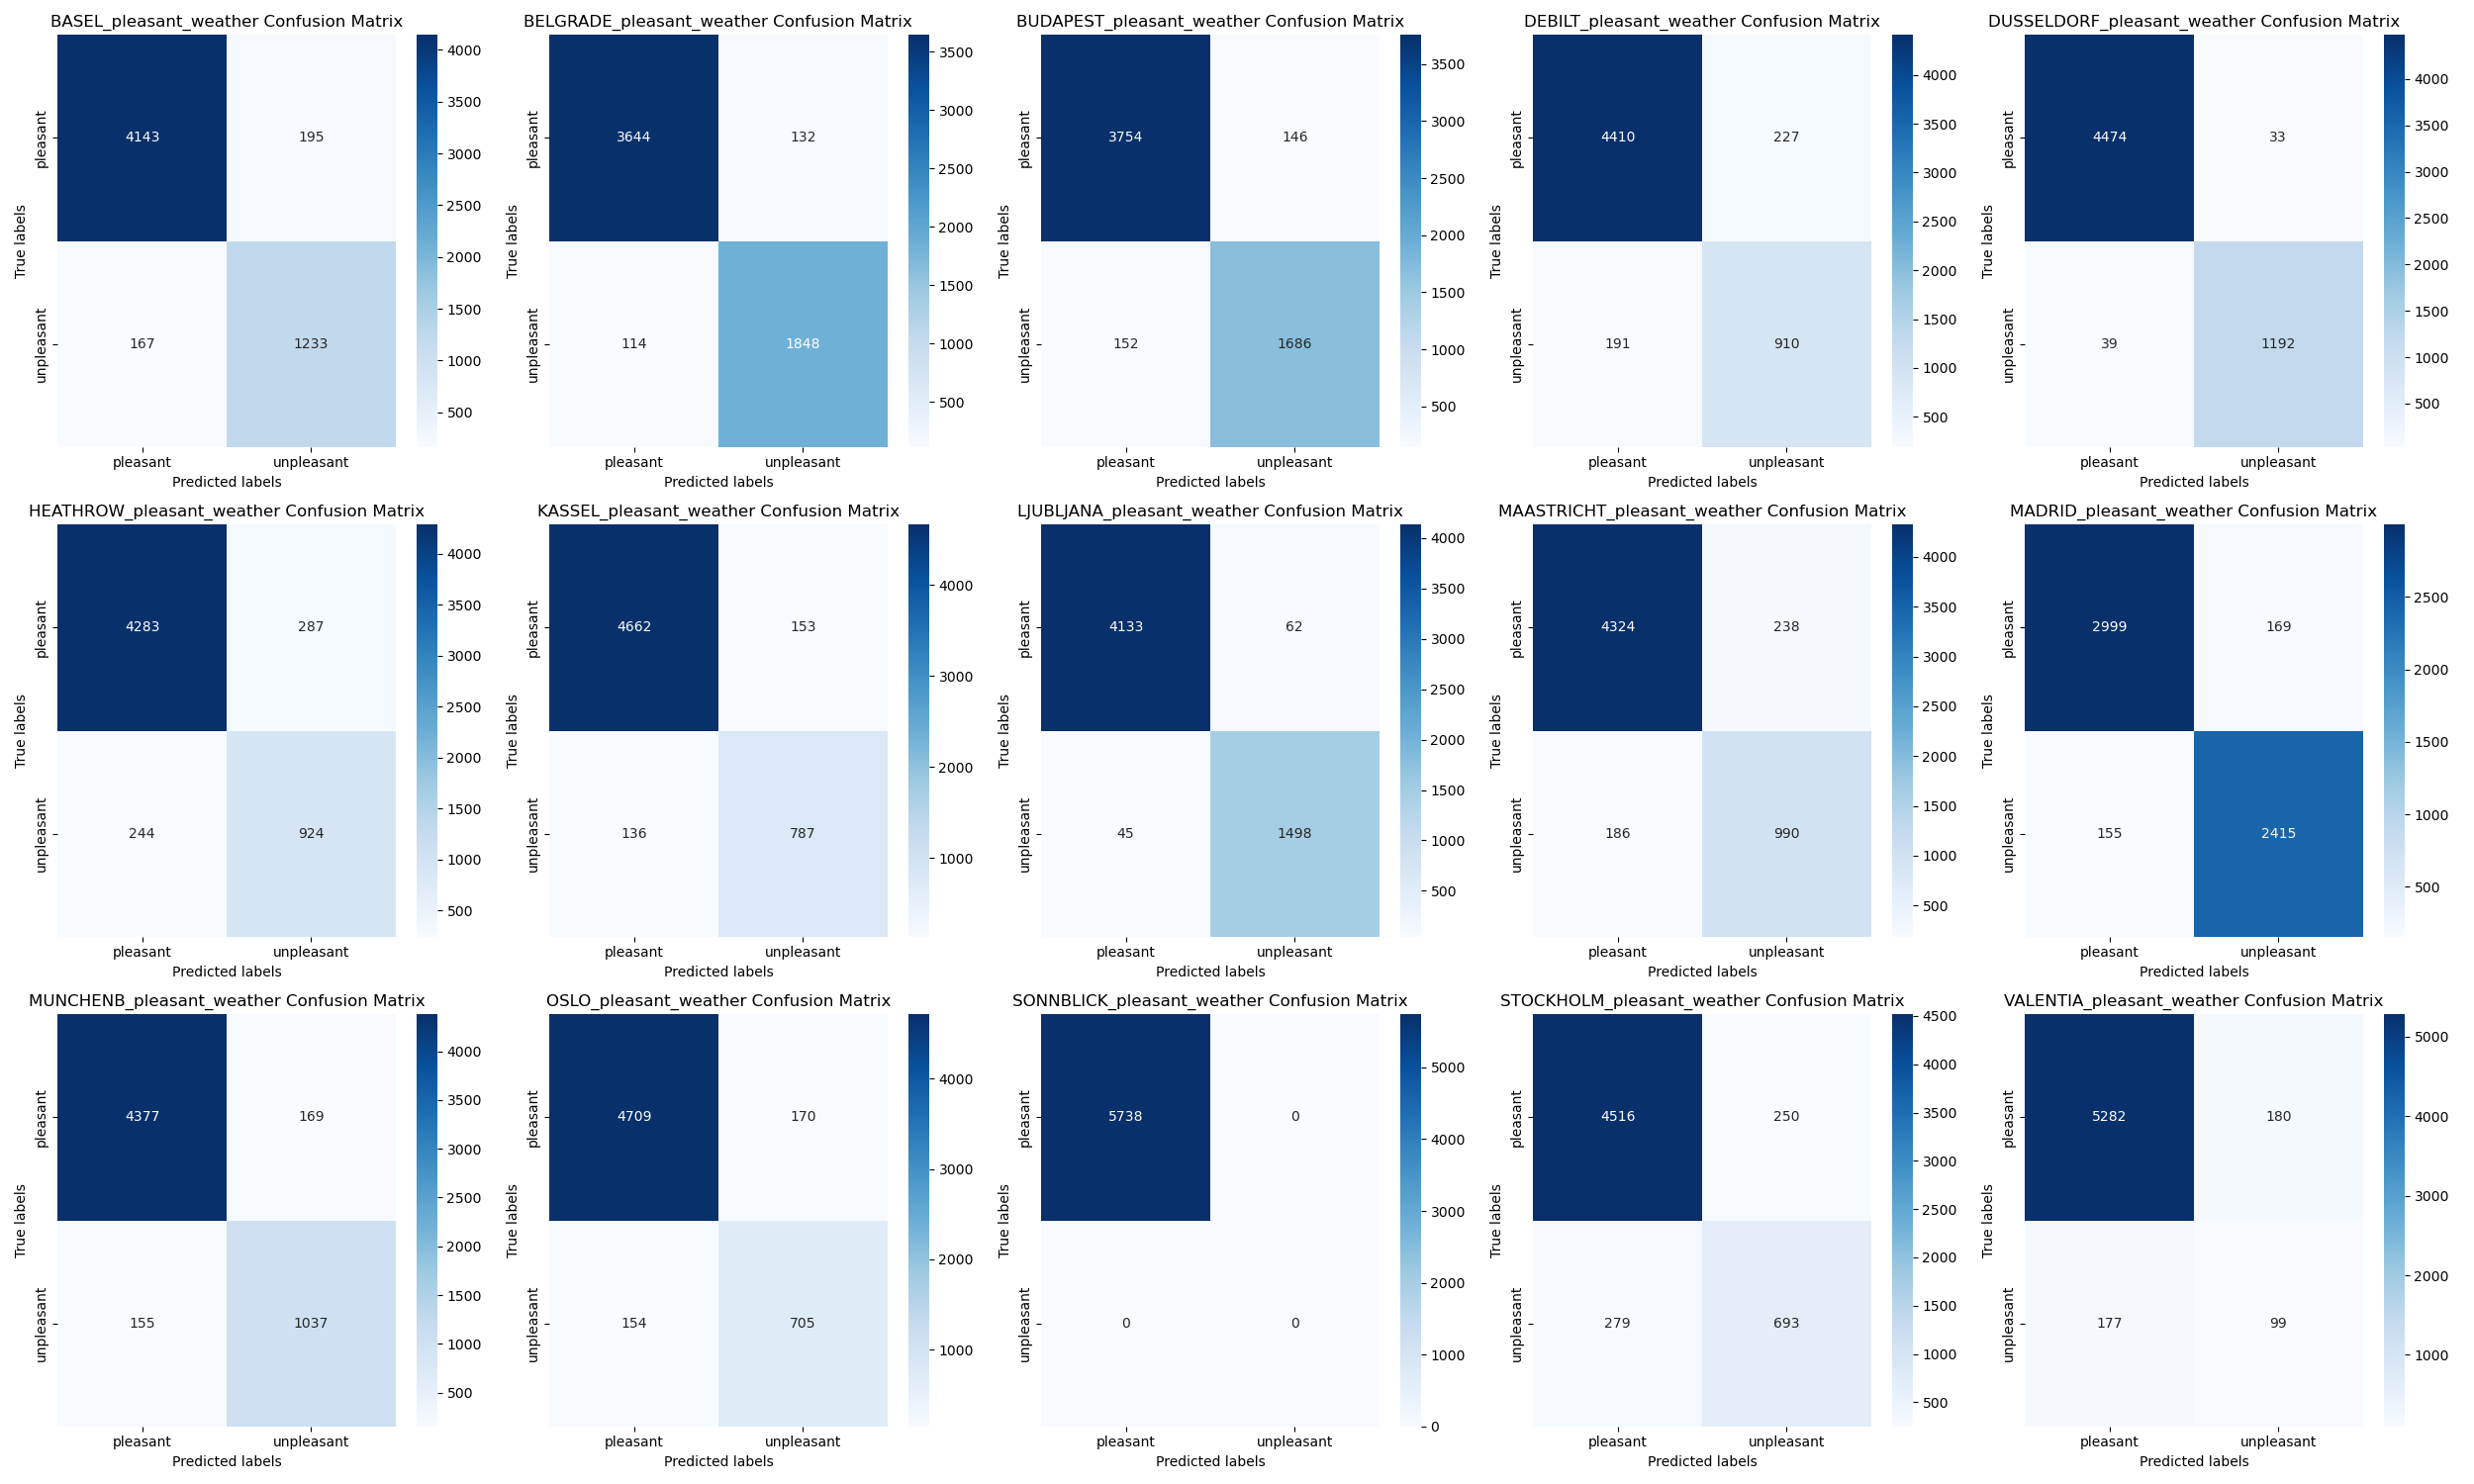 BASEL_pleasant_weather Confusion Matrix
4000
3500
3000
2500
2000
1500
1000
500
True labels
pleasant
unpleasant
4143
195
167
1233
pleasant
unpleasant
Predicted labels
BELGRADE_pleasant_weather Confusion Matrix
3500
3000
2500
2000
1500
1000
500
True labels
pleasant
unpleasant
3644
132
114
1848
pleasant
unpleasant
Predicted labels
BUDAPEST_pleasant_weather Confusion Matrix
3500
3000
2500
2000
1500
1000
500
True labels
pleasant
unpleasant
3754
146
152
1686
pleasant
unpleasant
Predicted labels
DEBILT_pleasant_weather Confusion Matrix
4000
3500
3000
2500
2000
1500
1000
500
True labels
pleasant
unpleasant
4410
227
191
910
pleasant
unpleasant
Predicted labels
DUSSELDORF_pleasant_weather Confusion Matrix
4000
3500
3000
2500
2000
1500
1000
500
True labels
pleasant
unpleasant
4474
33
39
1192
pleasant
unpleasant
Predicted labels
HEATHROW_pleasant_weather Confusion Matrix
4000
3500
3000
2500
2000
1500
1000
500
True labels
pleasant
unpleasant
4283
287
244
924
pleasant
unpleasant
Predicted labels
KASSEL_pleasant_weather Confusion Matrix
4000
3000
2000
1000
True labels
pleasant
unpleasant
4662
153
136
787
pleasant
unpleasant
Predicted labels
LJUBLJANA_pleasant_weather Confusion Matrix
4000
3500
3000
2500
2000
1500
1000
500
True labels
pleasant
unpleasant
4133
62
45
1498
pleasant
unpleasant
Predicted labels
MAASTRICHT_pleasant_weather Confusion Matrix
4000
3500
3000
2500
2000
1500
1000
500
True labels
pleasant
unpleasant
4324
238
186
990
pleasant
unpleasant
Predicted labels
MADRID_pleasant_weather Confusion Matrix
2500
2000
1500
1000
500
True labels
pleasant
unpleasant
2999
169
155
2415
pleasant
unpleasant
Predicted labels
MUNCHENB_pleasant_weather Confusion Matrix
4000
3500
3000
2500
2000
1500
1000
500
True labels
pleasant
unpleasant
4377
169
155
1037
pleasant
unpleasant
Predicted labels
OSLO_pleasant_weather Confusion Matrix
4000
3000
2000
1000
True labels
pleasant
unpleasant
4709
170
154
705
pleasant
unpleasant
Predicted labels
SONNBLICK_pleasant_weather Confusion Matrix
5000
4000
3000
2000
1000
0
True labels
pleasant
unpleasant
5738
0
0
0
pleasant
unpleasant
Predicted labels
STOCKHOLM_pleasant_weather Confusion Matrix
4500
4000
3500
3000
2500
2000
1500
1000
500
True labels
pleasant
unpleasant
4516
250
279
693
pleasant
unpleasant
Predicted labels
VALENTIA_pleasant_weather Confusion Matrix
5000
4000
3000
2000
1000
True labels
pleasant
unpleasant
5282
180
177
99
pleasant
unpleasant
Predicted labels